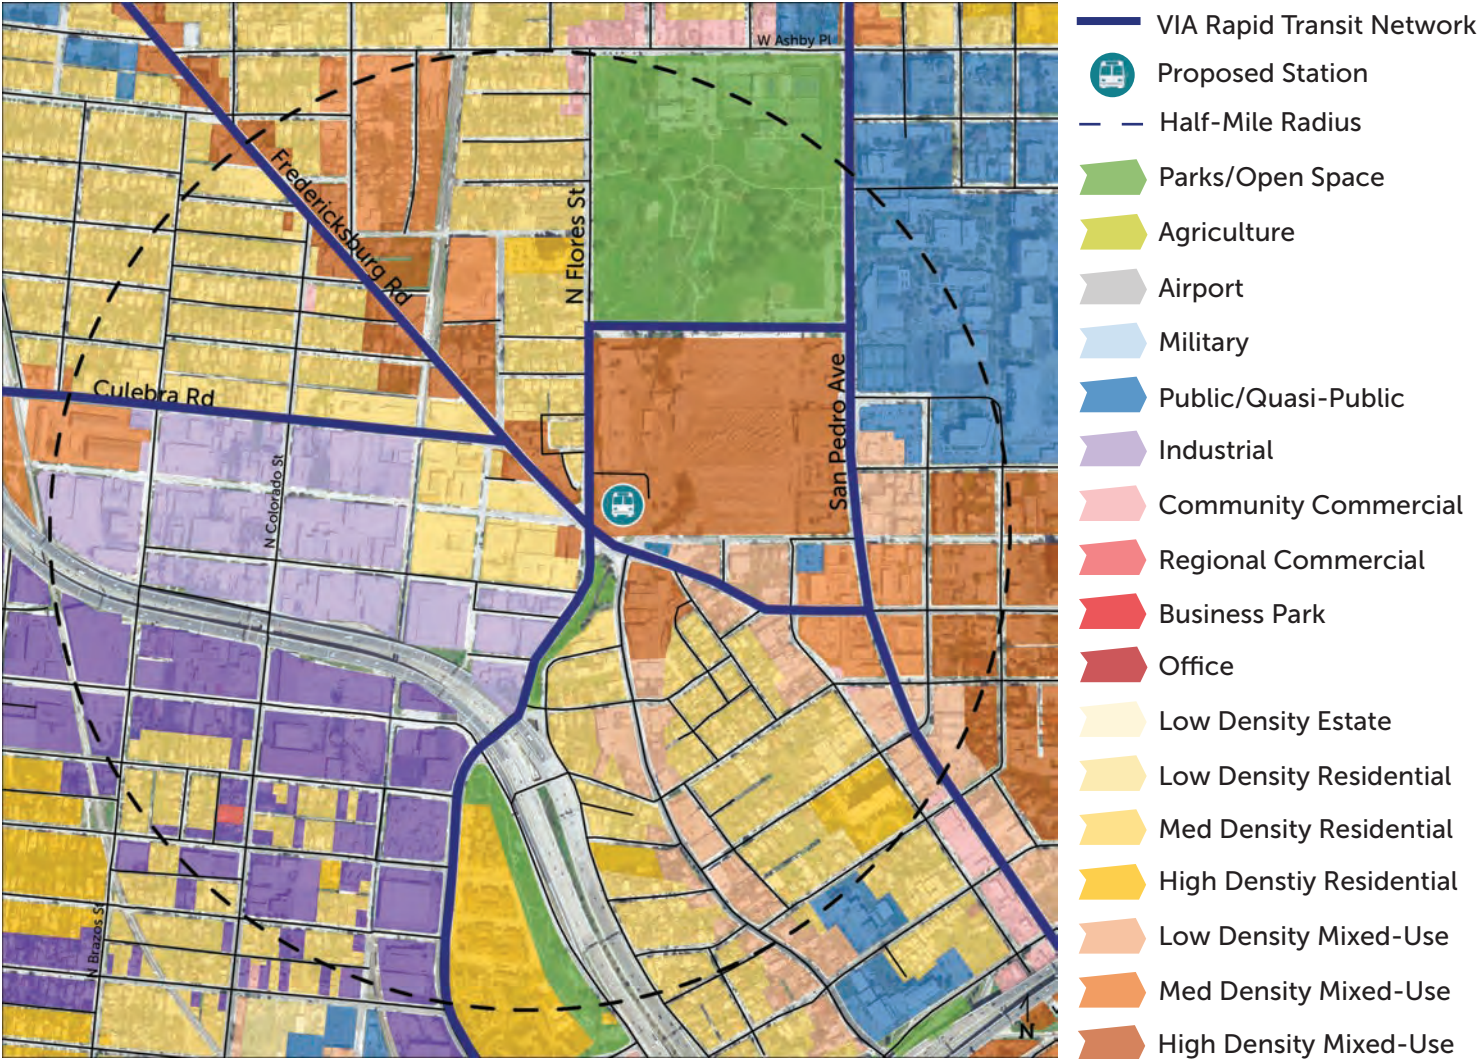 W Ashby Pl
Fredericksburg Rd
N Flores St
San Pedro Ave
Culebra Rd
N Colorado St
N Brazos St
N
VIA Rapid Transit Network
Proposed Station
Half-Mile Radius
Parks/Open Space
Agriculture
Airport
Military
Public/Quasi-Public
Industrial
Community Commercial
Regional Commercial
Business Park
Office
Low Density Estate
Low Density Residential
Med Density Residential
High Denstiy Residential
Low Density Mixed-Use
Med Density Mixed-Use
High Density Mixed-Use